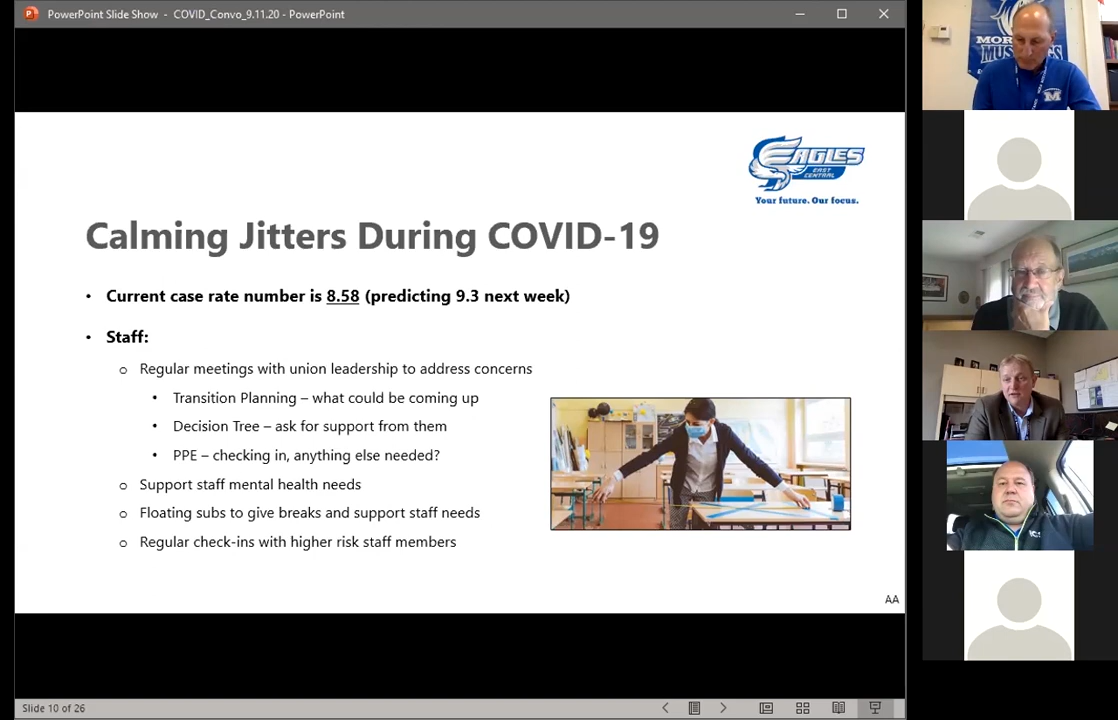 PowerPoint Slide Show - COVID_Convo_9.11.20 - PowerPoint
EAGLES
EAST
CENTRAL
Your future. Our focus.
Calming Jitters During COVID-19
• Current case rate number is 8.58 (predicting 9.3 next week)
• Staff:
o Regular meetings with union leadership to address concerns
• Transition Planning – what could be coming up
• Decision Tree – ask for support from them
• PPE – checking in, anything else needed?
o Support staff mental health needs
o Floating subs to give breaks and support staff needs
o Regular check-ins with higher risk staff members
AA
Slide 10 of 26
M